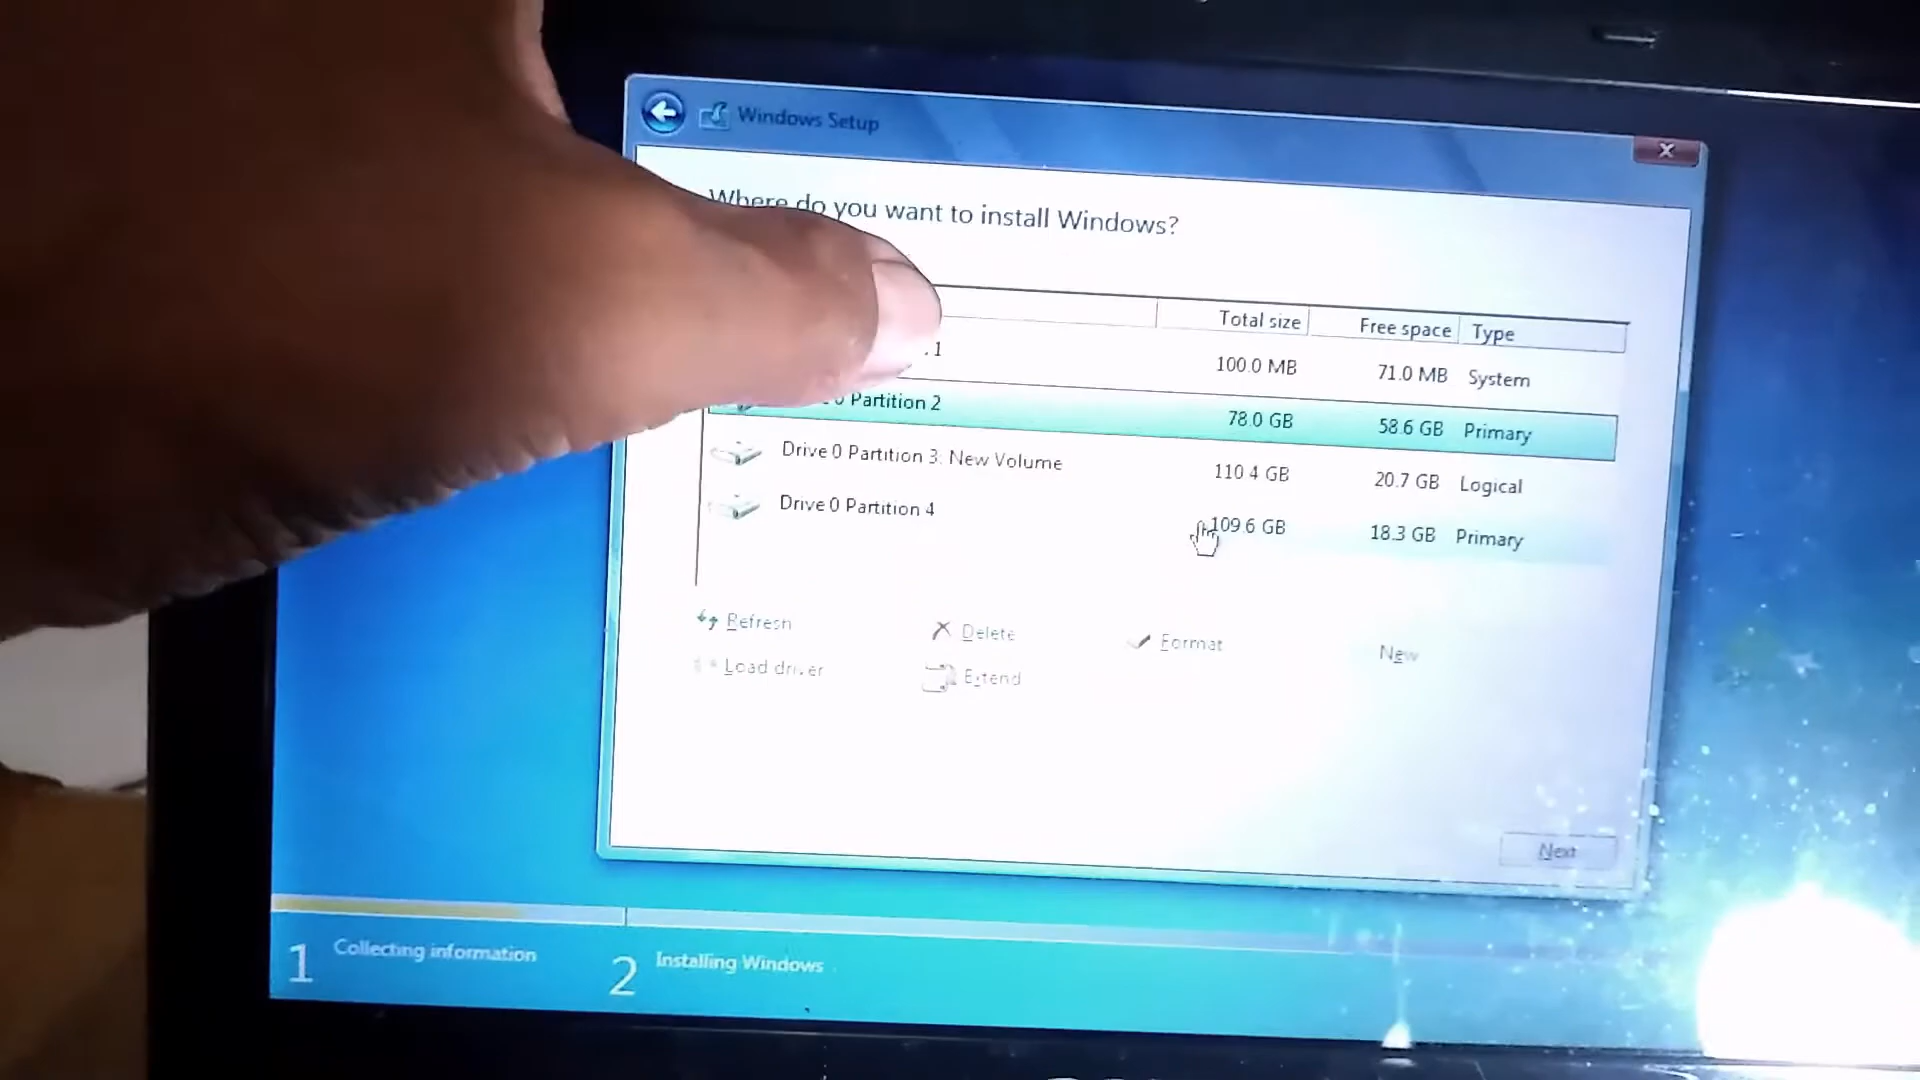 Windows Setup
Where do you want to install Windows?
Total size Free space Type
1 100.0 MB 71.0 MB System
0 Partition 2 78.0 GB 58.6 GB Primary
Drive 0 Partition 3: New Volume 110.4 GB 20.7 GB Logical
Drive 0 Partition 4 109.6 GB 18.3 GB Primary
Refresh Delete Format New
Load driver Extend
Next
1 Collecting information 2 Installing Windows